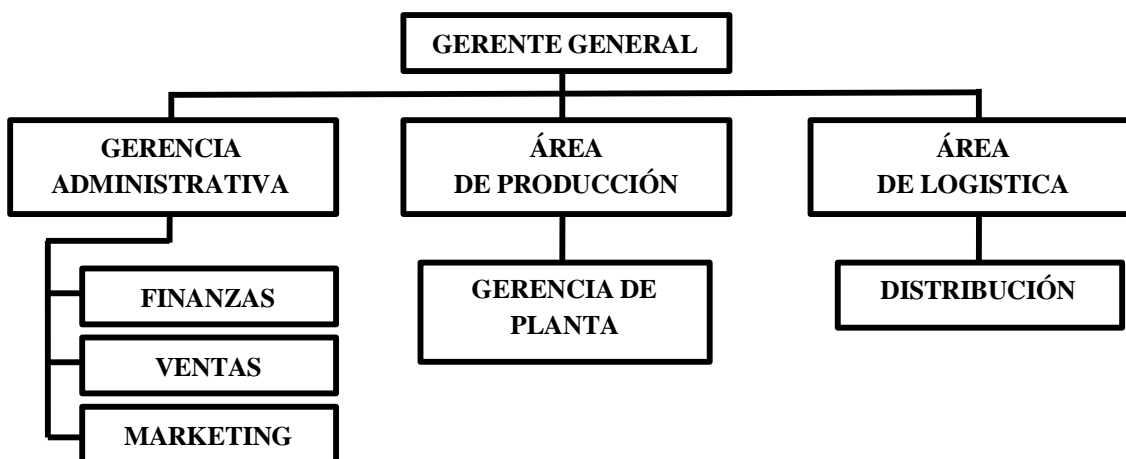 GERENTE GENERAL
GERENCIA
ADMINISTRATIVA
ÁREA
DE PRODUCCIÓN
ÁREA
DE LOGISTICA
FINANZAS
VENTAS
MARKETING
GERENCIA DE
PLANTA
DISTRIBUCIÓN